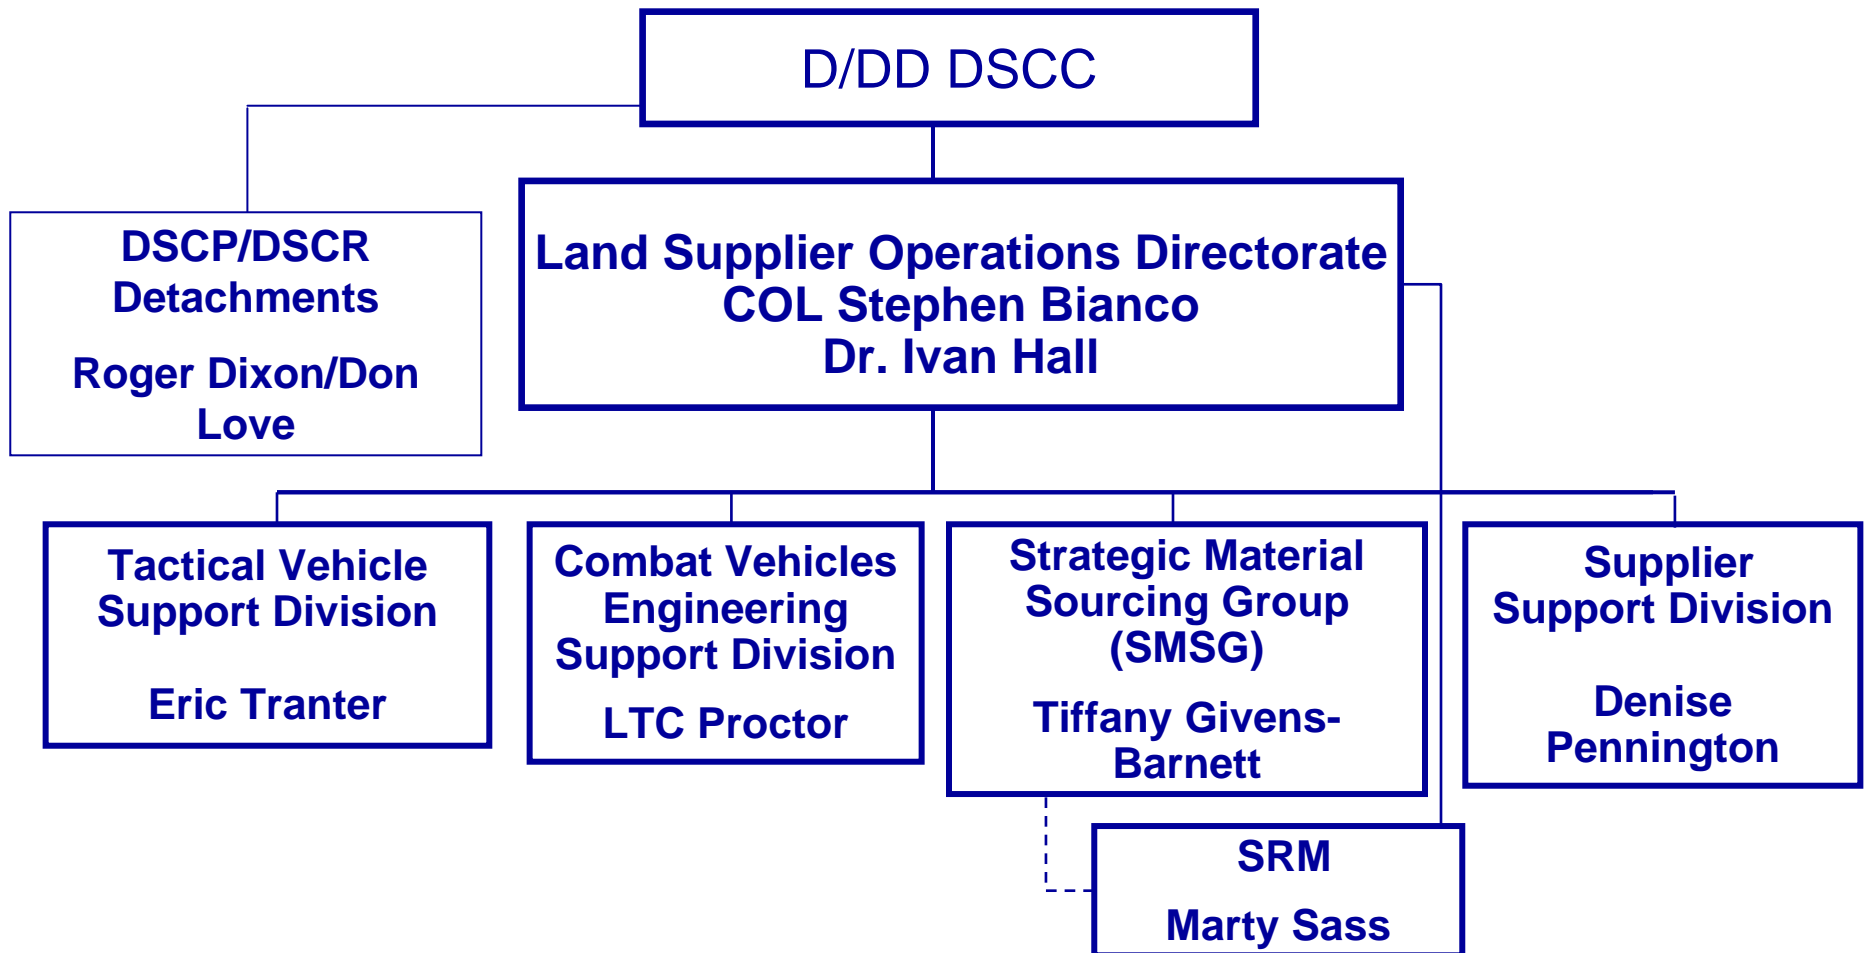 D/DD DSCC
DSCP/DSCR
Detachments
Roger Dixon/Don
Love
Land Supplier Operations Directorate
COL Stephen Bianco
Dr. Ivan Hall
Tactical Vehicle
Support Division
Eric Tranter
Combat Vehicles
Engineering
Support Division
LTC Proctor
Strategic Material
Sourcing Group
(SMSG)
Tiffany Givens-
Barnett
Supplier
Support Division
Denise
Pennington
SRM
Marty Sass